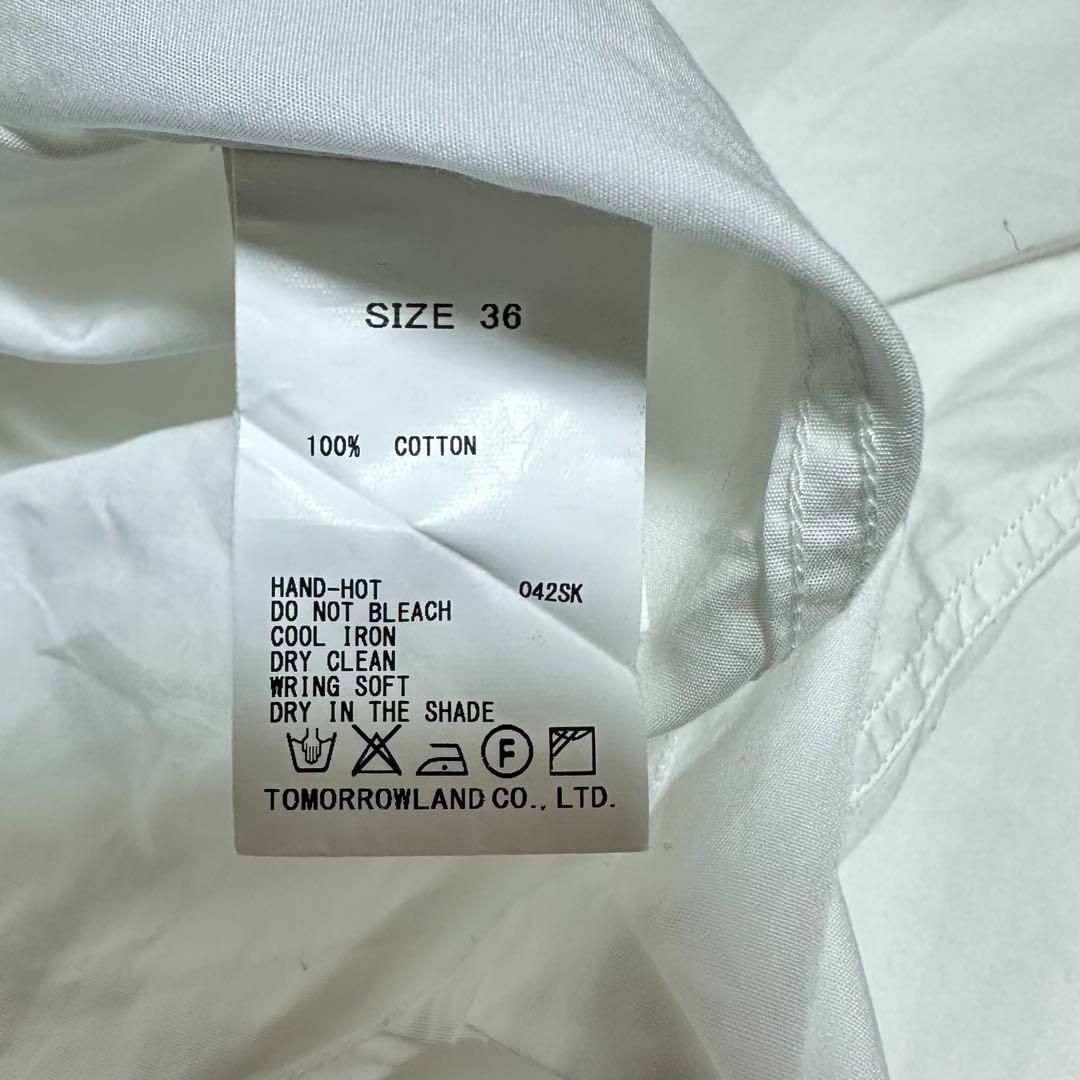 SIZE 36
100% COTTON
HAND-HOT 042SK
DO NOT BLEACH
COOL IRON
DRY CLEAN
WRING SOFT
DRY IN THE SHADE
F
TOMORROWLAND CO., LTD.